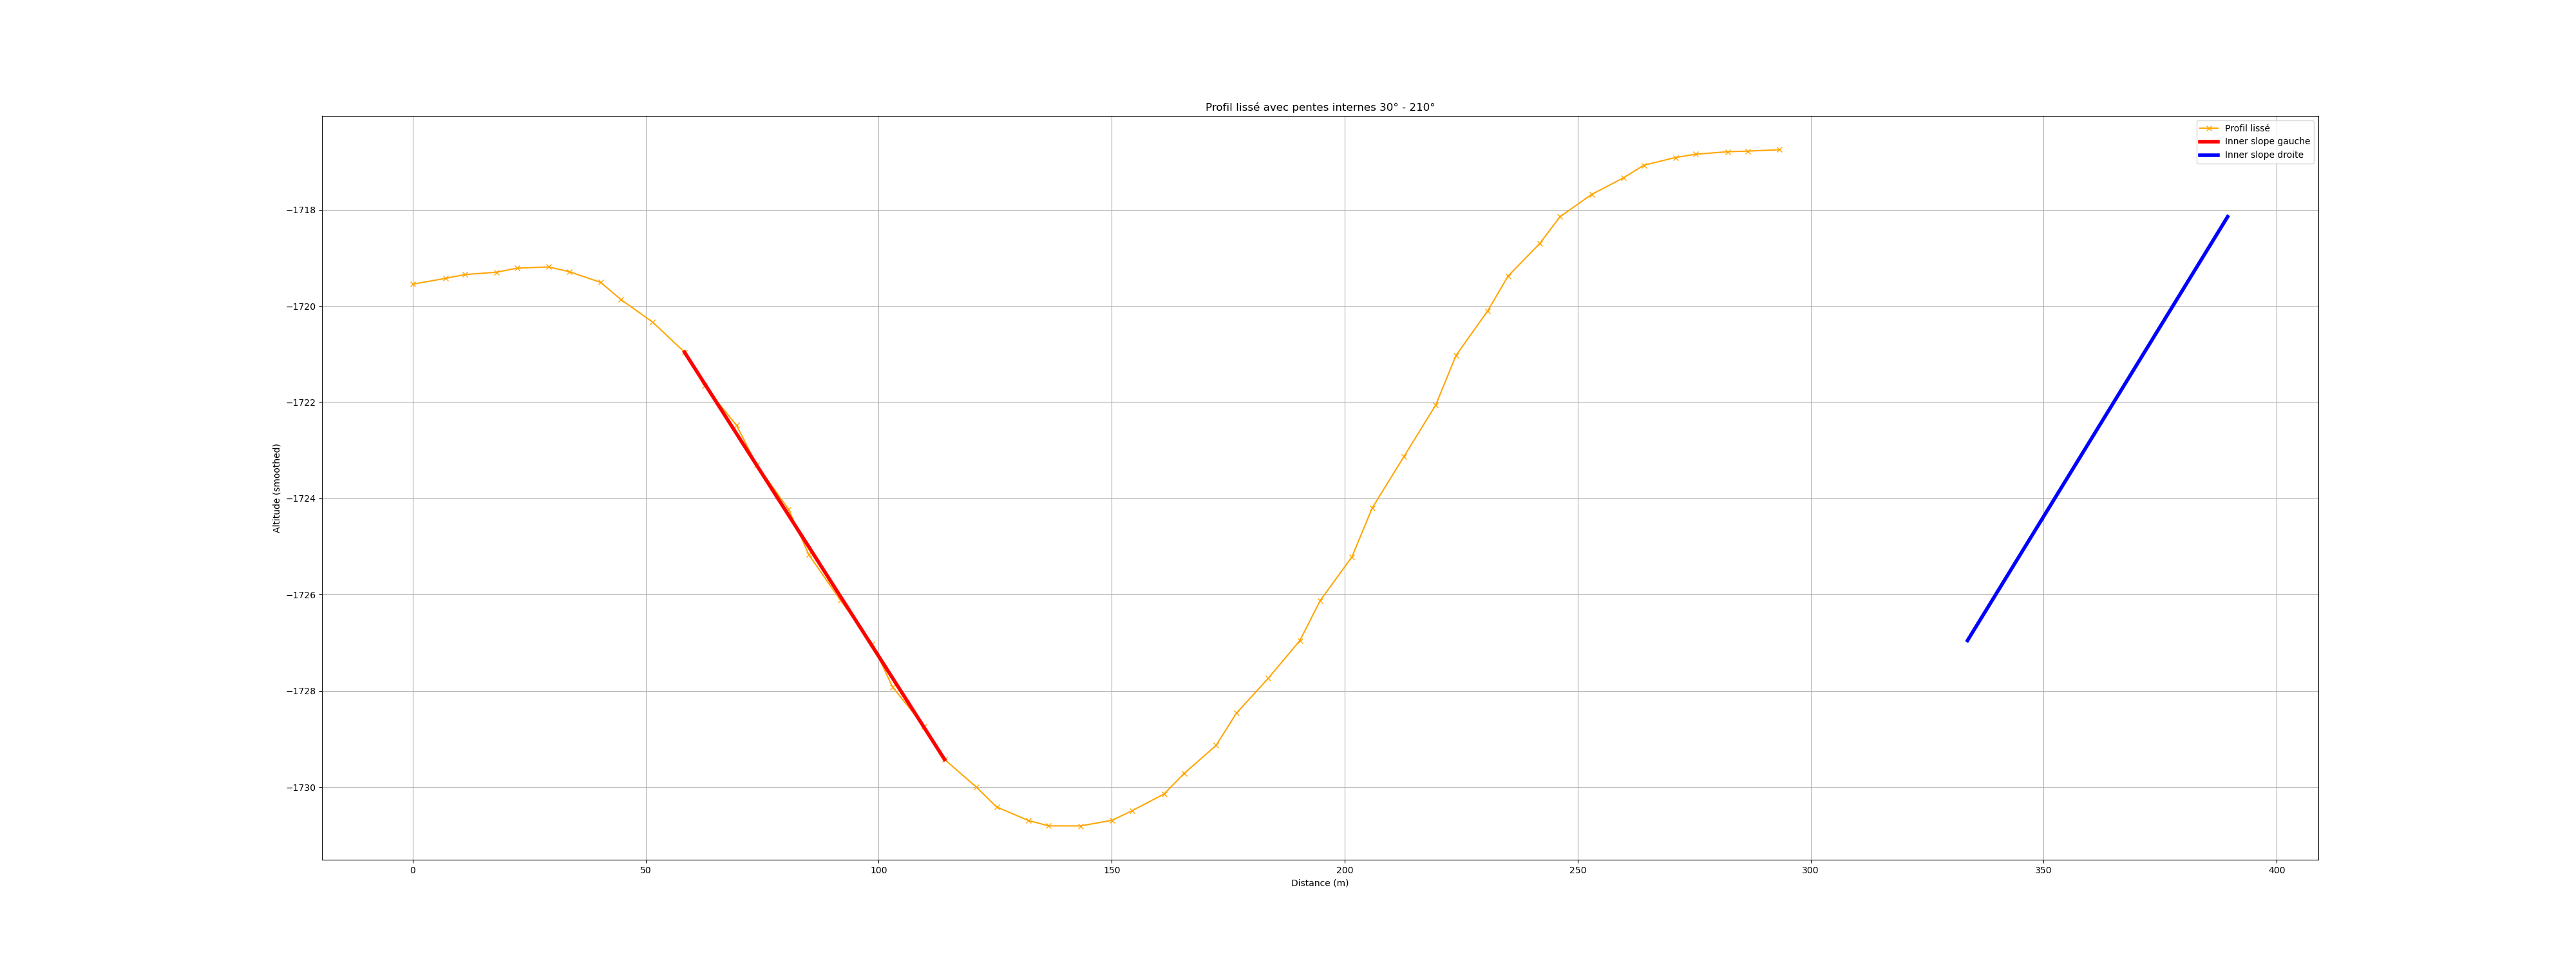 Profil lissé avec pentes internes 30° - 210°
Profil lissé
Inner slope gauche
Inner slope droite
Altitude (smoothed)
−1718
−1720
−1722
−1724
−1726
−1728
−1730
0 50 100 150 200 250 300 350 400
Distance (m)